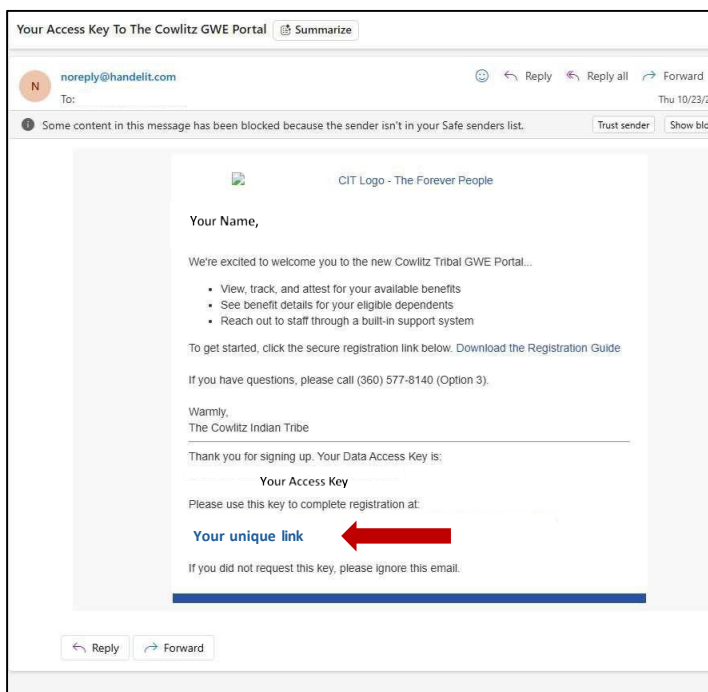 Your Access Key To The Cowlitz GWE Portal Summarize
N
noreply@handelit.com
Reply Reply all Forward
To:
Thu 10/23/2
Some content in this message has been blocked because the sender isn't in your Safe senders list. Trust sender Show blo
CIT Logo - The Forever People
Your Name,
We're excited to welcome you to the new Cowlitz Tribal GWE Portal...
• View, track, and attest for your available benefits
• See benefit details for your eligible dependents
• Reach out to staff through a built-in support system
To get started, click the secure registration link below. Download the Registration Guide
If you have questions, please call (360) 577-8140 (Option 3).
Warmly,
The Cowlitz Indian Tribe
Thank you for signing up. Your Data Access Key is:
Your Access Key
Please use this key to complete registration at:
Your unique link
If you did not request this key, please ignore this email.
Reply Forward